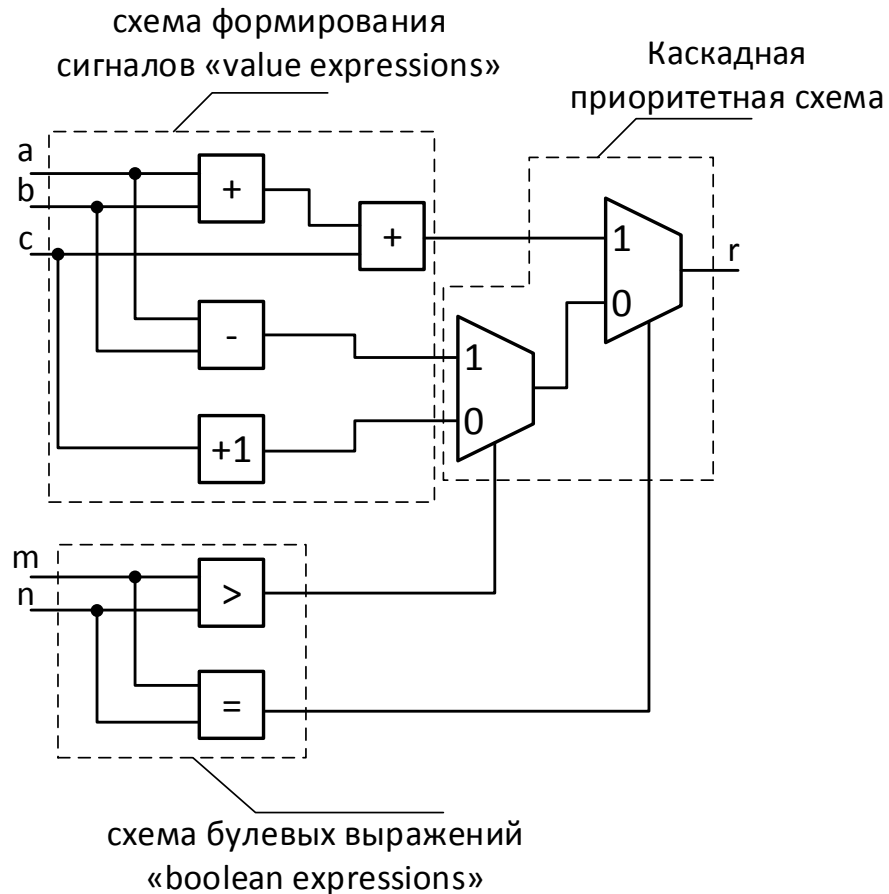 схема формирования
сигналов «value expressions»
Каскадная
приоритетная схема
a
b
c
+
+
-
+1
1
0
1
0
r
m
n
>
=
схема булевых выражений
«boolean expressions»